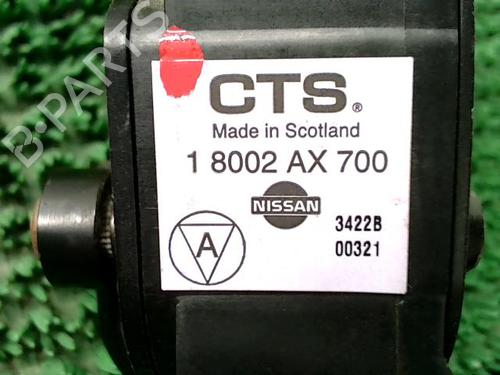 B-PARTS
CTS®
Made in Scotland
1 8002 AX 700
NISSAN
A
3422B
00321